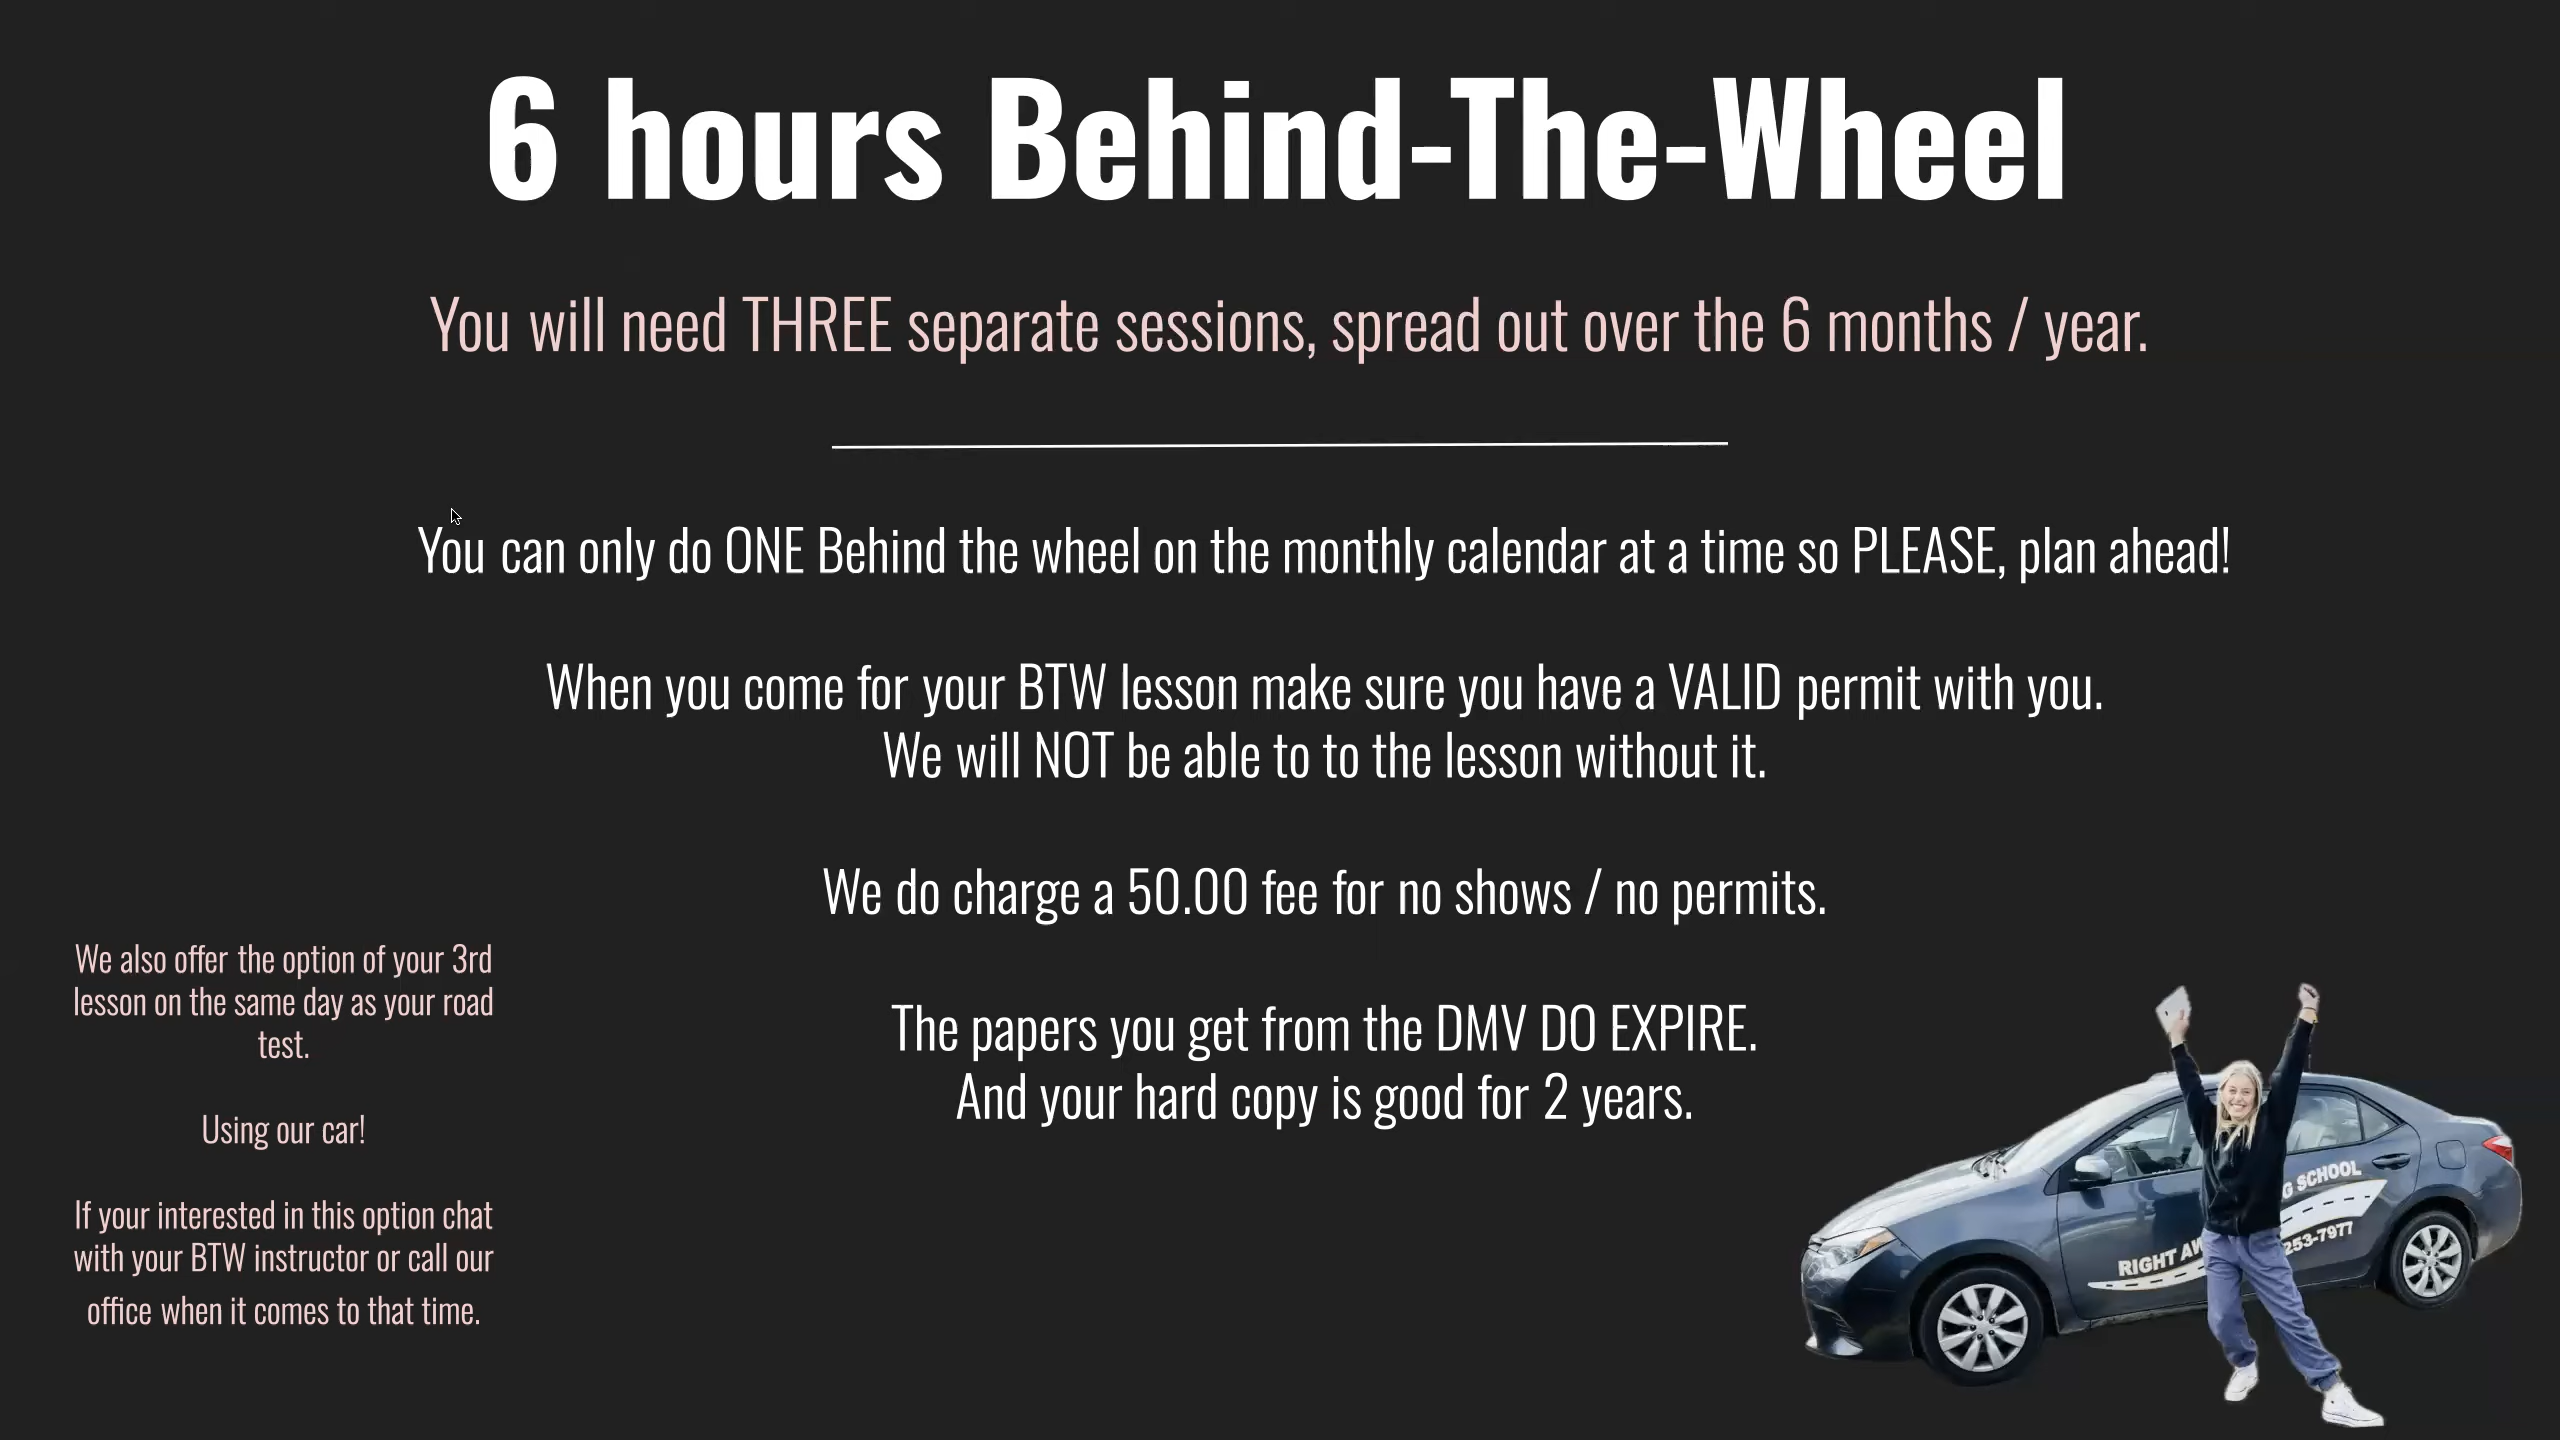 6 hours Behind-The-Wheel
You will need THREE separate sessions, spread out over the 6 months / year.
You can only do ONE Behind the wheel on the monthly calendar at a time so PLEASE, plan ahead!
When you come for your BTW lesson make sure you have a VALID permit with you.
We will NOT be able to to the lesson without it.
We do charge a 50.00 fee for no shows / no permits.
The papers you get from the DMV DO EXPIRE.
And your hard copy is good for 2 years.
We also offer the option of your 3rd
lesson on the same day as your road
test.
Using our car!
If your interested in this option chat
with your BTW instructor or call our
office when it comes to that time.
G SCHOOL
RIGHT AW
253-7977